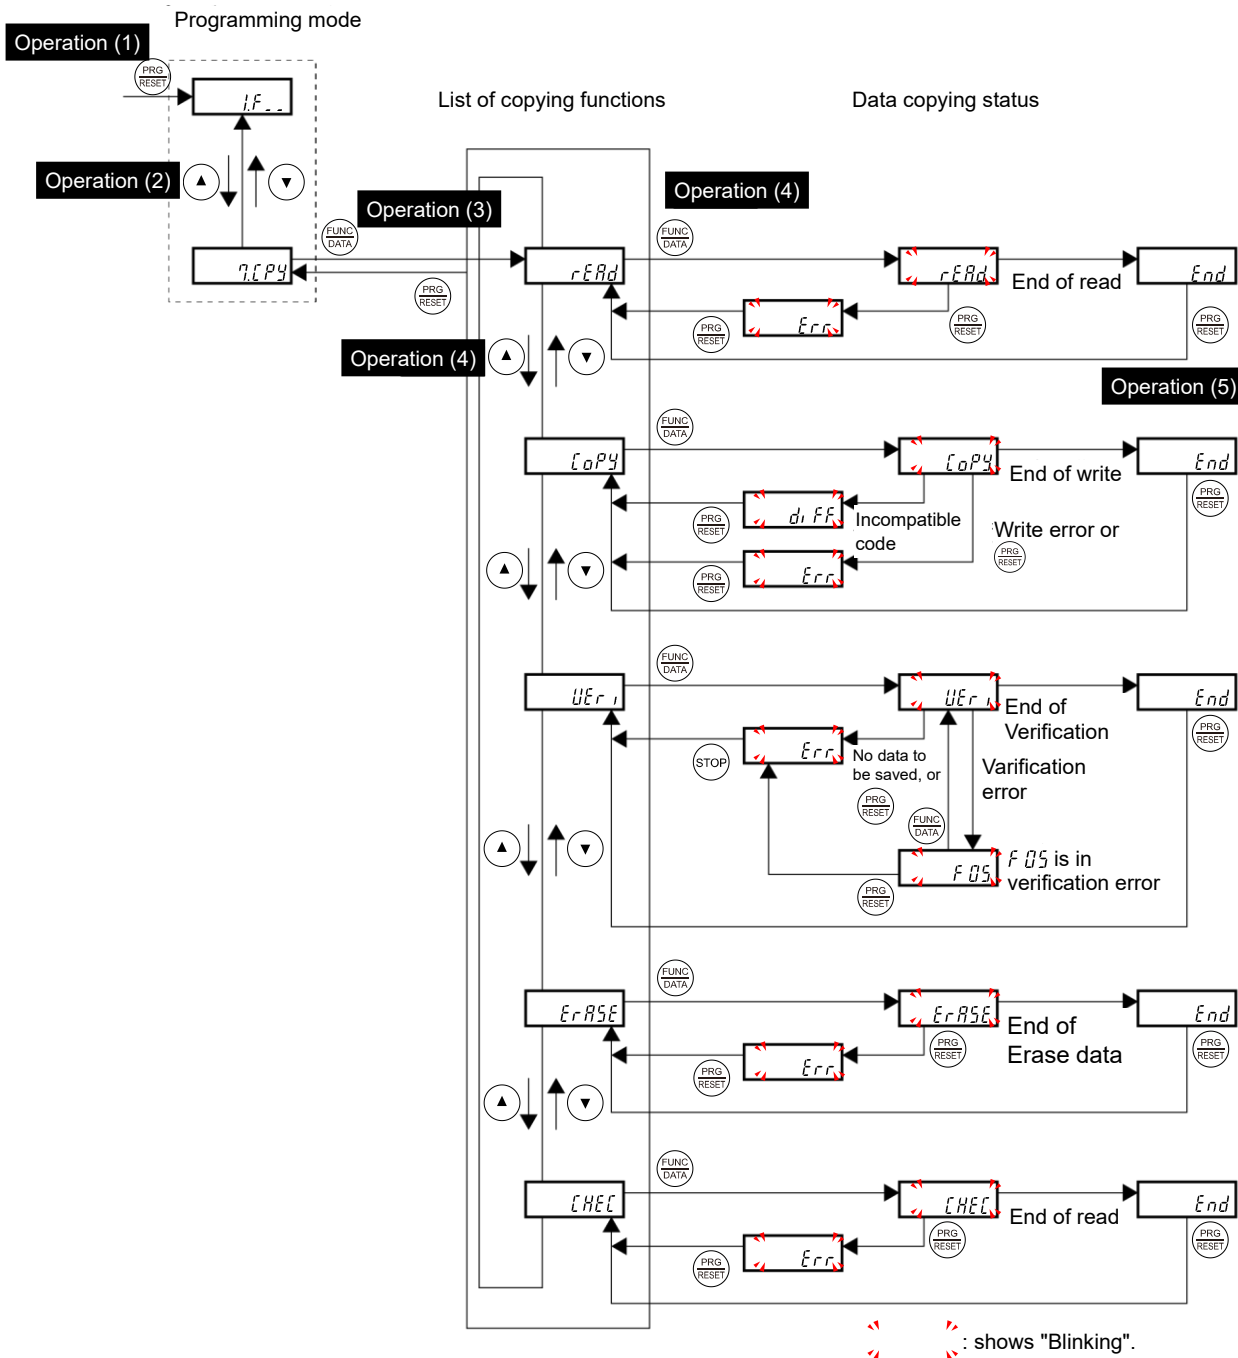 Programming mode
Operation (1)
PRG
RESET
1.F_ _
List of copying functions
Data copying status
Operation (2)
Operation (3)
Operation (4)
FUNC
DATA
FUNC
DATA
7.CPY
rEAd
rEAd
End of read
End
PRG
RESET
Err
PRG
RESET
PRG
RESET
PRG
RESET
Operation (4)
Operation (5)
FUNC
DATA
CoPY
CoPY
End of write
End
PRG
RESET
diFF
PRG
RESET
Incompatible
code
Write error or
PRG
RESET
Err
PRG
RESET
FUNC
DATA
VEri
VEri
End of
Verification
End
PRG
RESET
Err
STOP
No data to
be saved, or
PRG
RESET
Varification
error
FUNC
DATA
F 05
F 05 is in
verification error
PRG
RESET
FUNC
DATA
ErASE
ErASE
End of
Erase data
End
PRG
RESET
PRG
RESET
Err
PRG
RESET
FUNC
DATA
CHEC
CHEC
End of read
End
PRG
RESET
PRG
RESET
Err
PRG
RESET
: shows "Blinking".